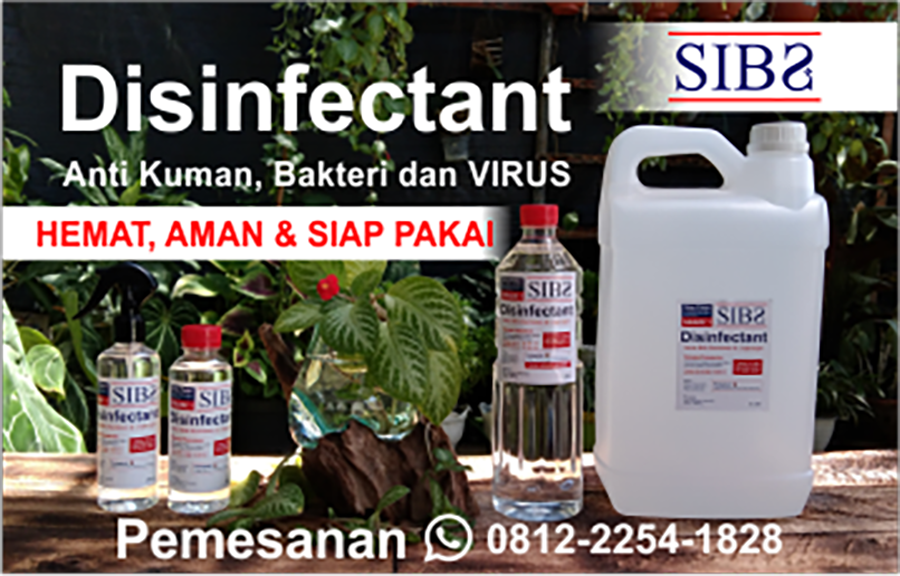 SIBS
Disinfectant
Anti Kuman, Bakteri dan VIRUS
HEMAT, AMAN & SIAP PAKAI
SIBS
Disinfectant
SIBS
Disinfectant
SIBS
Disinfectant
SIBS
Disinfectant
Pemesanan 0812-2254-1828